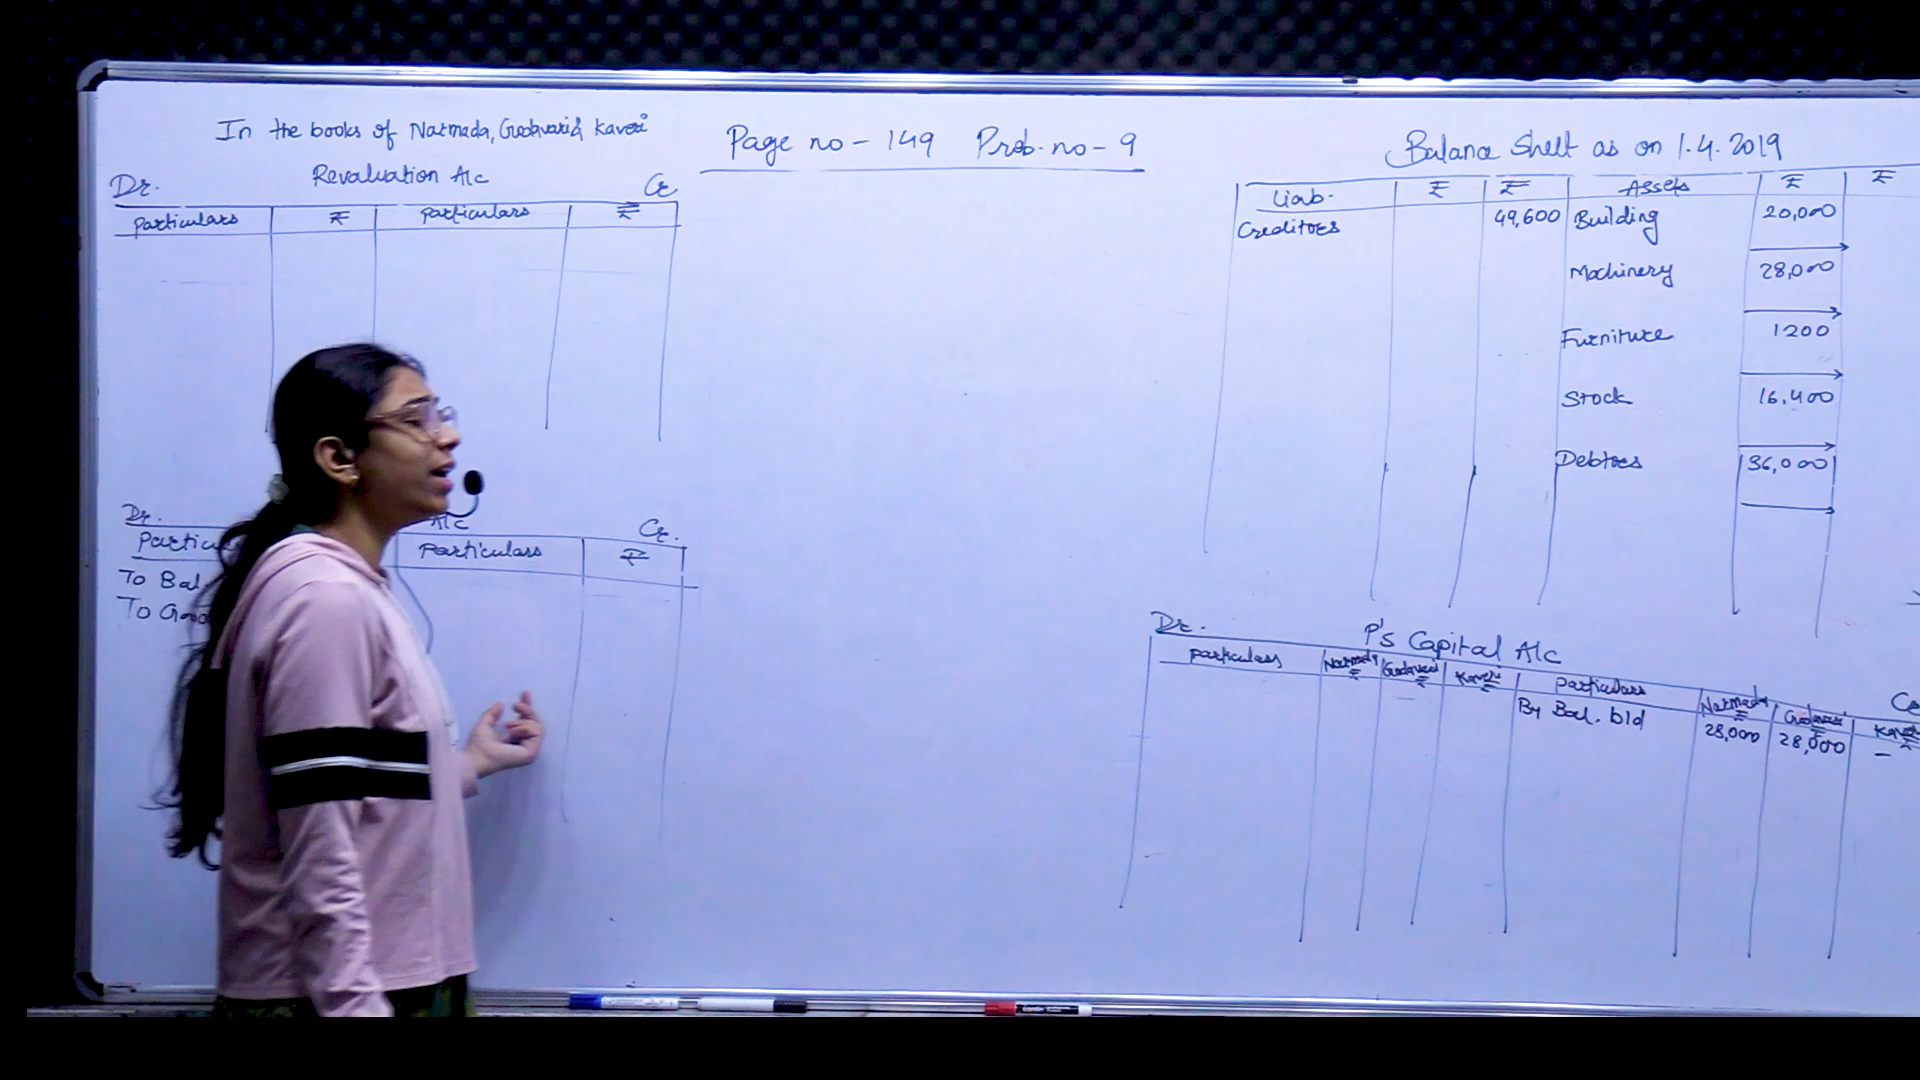 In the books of Narmada, Godavari & Kaveri
Revaluation A/c
Dr. Cr
Particulars ₹ Particulars ₹
Page no - 149 Prob. no - 9
Balance Sheet as on 1.4.2019
Liab. ₹ ₹ Assets ₹ ₹
Creditors 49,600 Building 20,000
Machinery 28,000
Furniture 1200
Stock 16,400
Debtors 36,000
Dr. A/c Cr.
Particulars ₹
To Bal.
Dr. P's Capital A/c
Particulars Narmada ₹ Godavari ₹ Kaveri ₹ Particulars Narmada ₹ Godavari ₹
By Bal. b/d 28,000 28,000 -